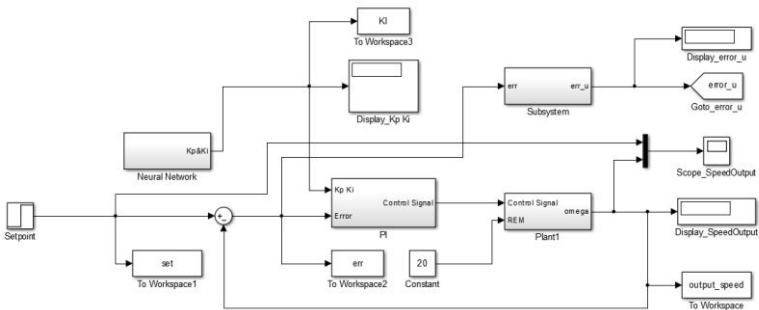 KI
To Workspace3
Display_error_u
err
err_u
Subsystem
error_u
Goto_error_u
Display_Kp Ki
Kp&Ki
Neural Network
Scope_SpeedOutput
Kp Ki
Control Signal
Error
PI
Control Signal
omega
REM
Plant1
Display_SpeedOutput
Setpoint
+
-
set
To Workspace1
err
To Workspace2
20
Constant
output_speed
To Workspace